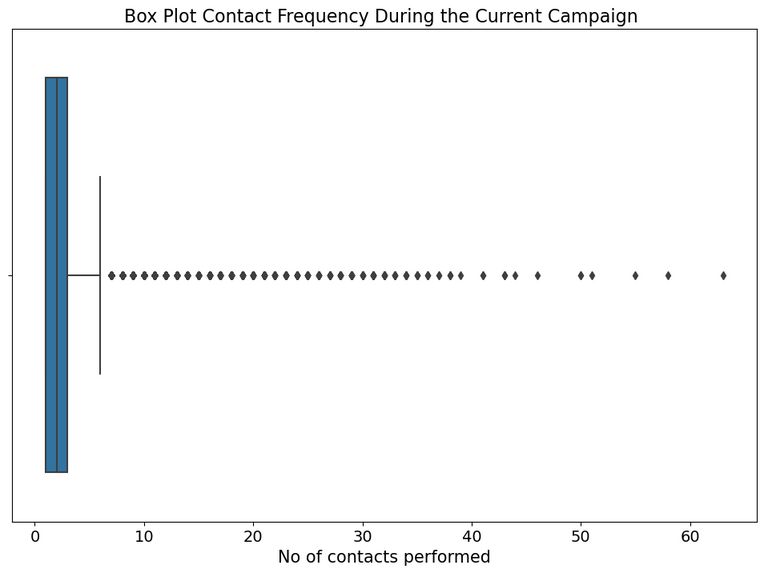 Box Plot Contact Frequency During the Current Campaign
0 10 20 30 40 50 60
No of contacts performed